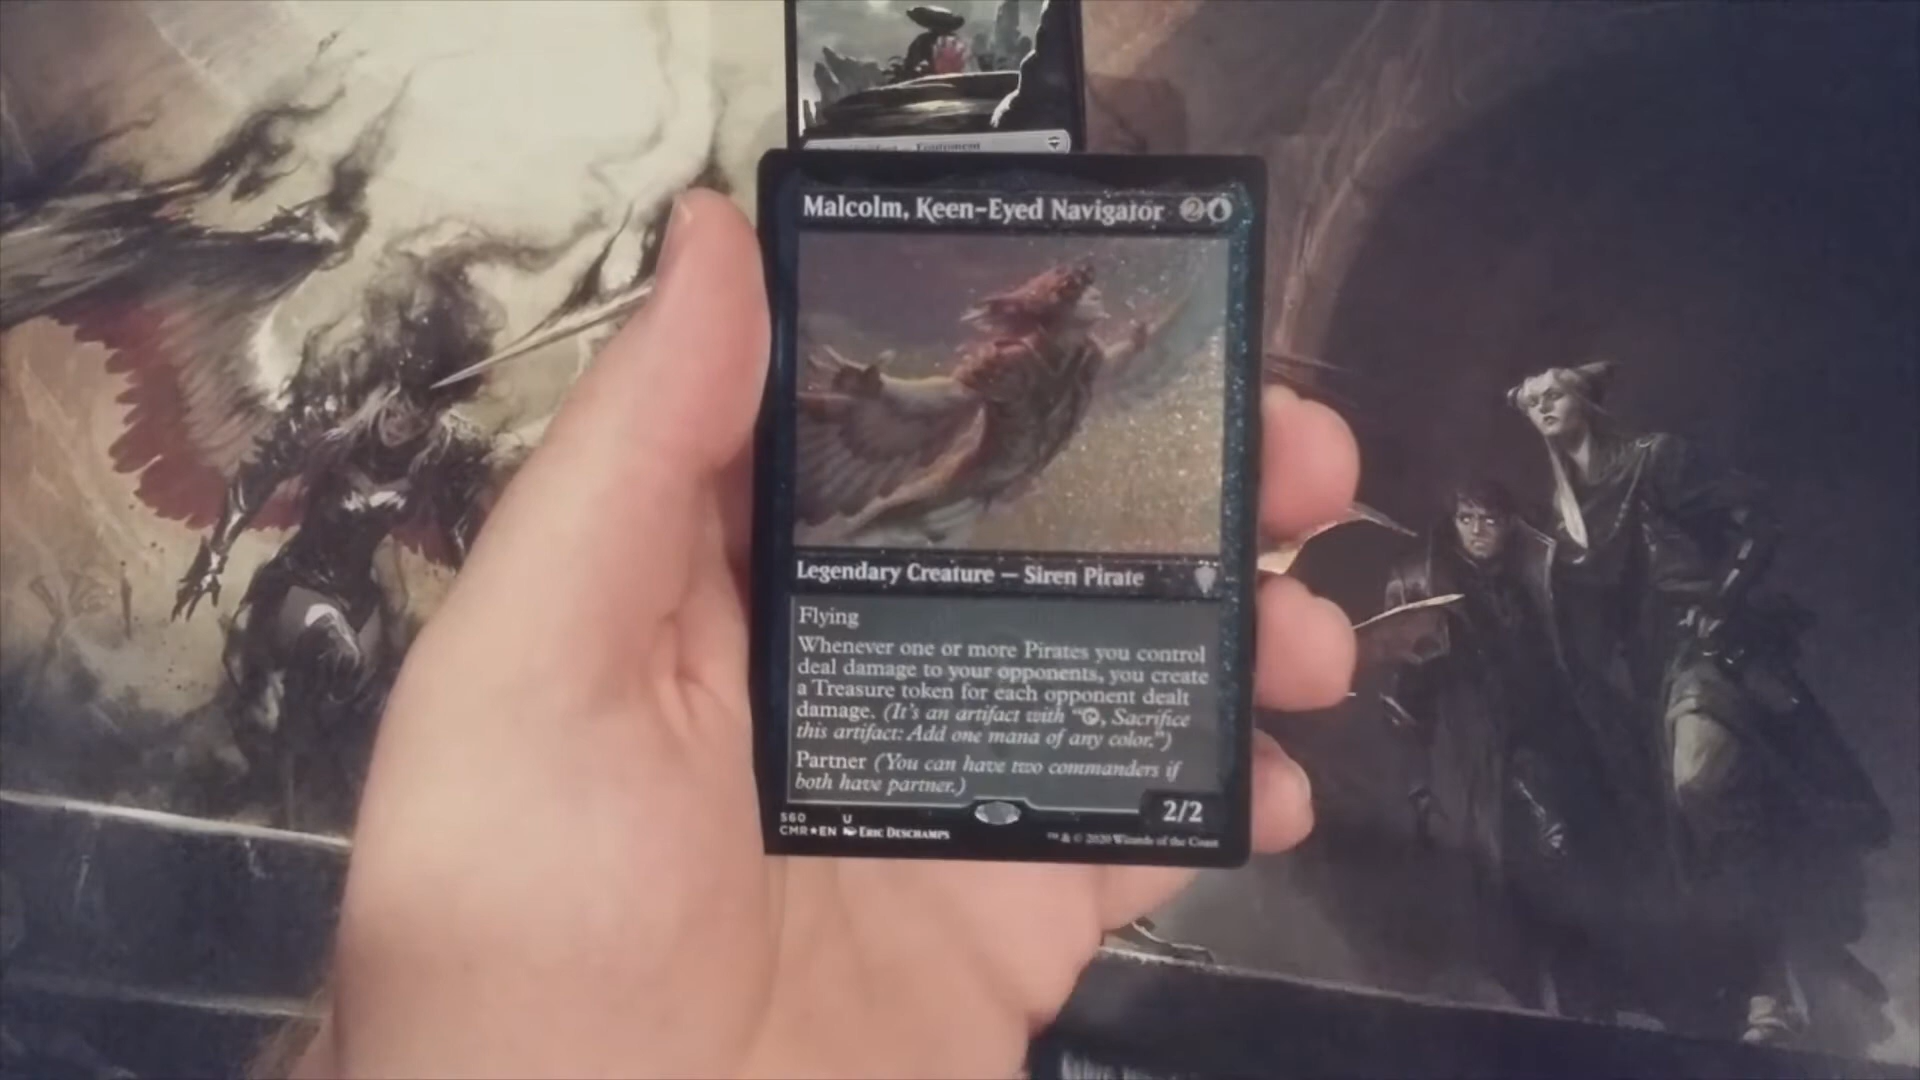 Equipment
Malcolm, Keen-Eyed Navigator 2
Legendary Creature — Siren Pirate
Flying
Whenever one or more Pirates you control
deal damage to your opponents, you create
a Treasure token for each opponent dealt
damage. (It's an artifact with “, Sacrifice
this artifact: Add one mana of any color.”)
Partner (You can have two commanders if
both have partner.)
2/2
560 U
CMR★EN Eric Deschamps
™ & © 2020 Wizards of the Coast